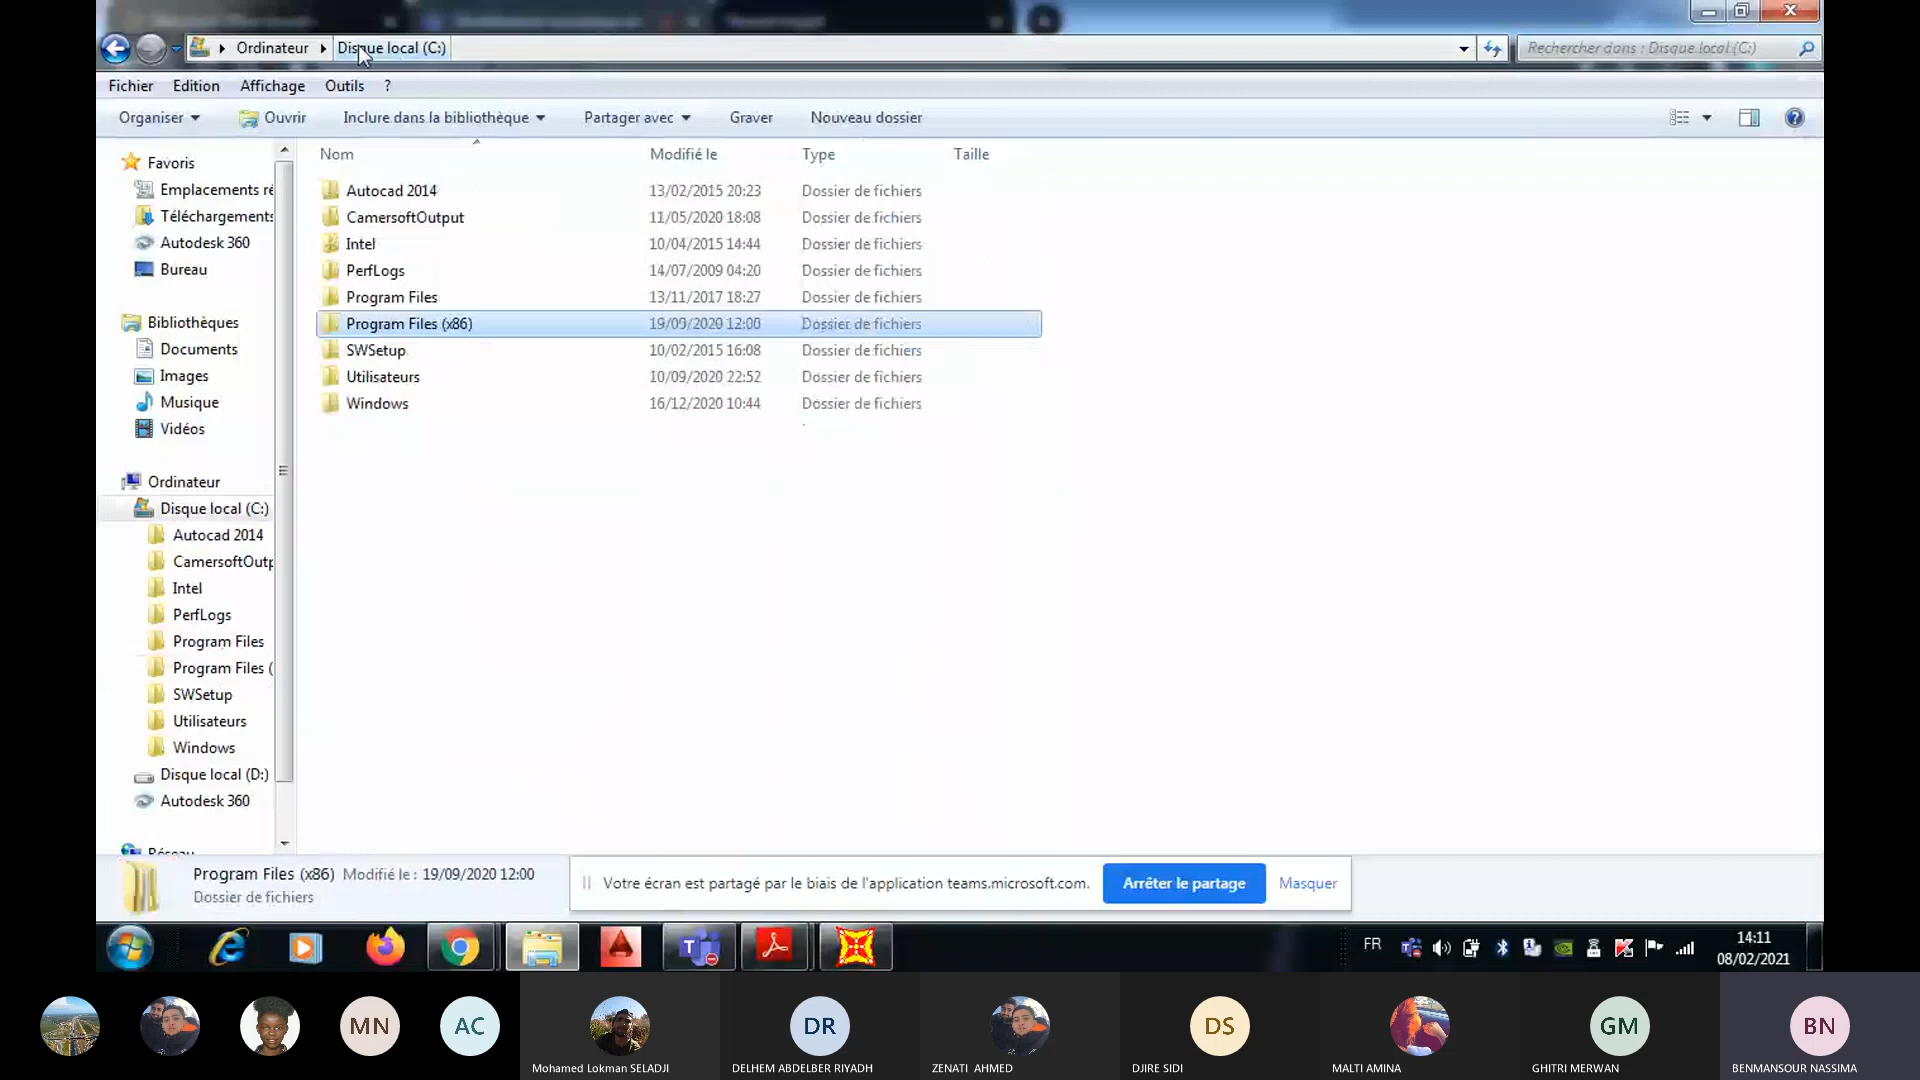 Ordinateur
Disque local (C:)
Rechercher dans : Disque local (C:)
Fichier
Edition
Affichage
Outils
?
Organiser
Ouvrir
Inclure dans la bibliothèque
Partager avec
Graver
Nouveau dossier
Nom Modifié le Type Taille
Autocad 2014 13/02/2015 20:23 Dossier de fichiers
CamersoftOutput 11/05/2020 18:08 Dossier de fichiers
Intel 10/04/2015 14:44 Dossier de fichiers
PerfLogs 14/07/2009 04:20 Dossier de fichiers
Program Files 13/11/2017 18:27 Dossier de fichiers
Program Files (x86) 19/09/2020 12:00 Dossier de fichiers
SWSetup 10/02/2015 16:08 Dossier de fichiers
Utilisateurs 10/09/2020 22:52 Dossier de fichiers
Windows 16/12/2020 10:44 Dossier de fichiers
Favoris
Emplacements ré
Téléchargements
Autodesk 360
Bureau
Bibliothèques
Documents
Images
Musique
Vidéos
Ordinateur
Disque local (C:)
Autocad 2014
CamersoftOutp
Intel
PerfLogs
Program Files
Program Files (
SWSetup
Utilisateurs
Windows
Disque local (D:)
Autodesk 360
Réseau
Program Files (x86) Modifié le : 19/09/2020 12:00
Dossier de fichiers
Votre écran est partagé par le biais de l'application teams.microsoft.com.
Arrêter le partage
Masquer
FR
14:11
08/02/2021
MN
AC
DR
DS
GM
BN
Mohamed Lokman SELADJI
DELHEM ABDELBER RIYADH
ZENATI AHMED
DJIRE SIDI
MALTI AMINA
GHITRI MERWAN
BENMANSOUR NASSIMA